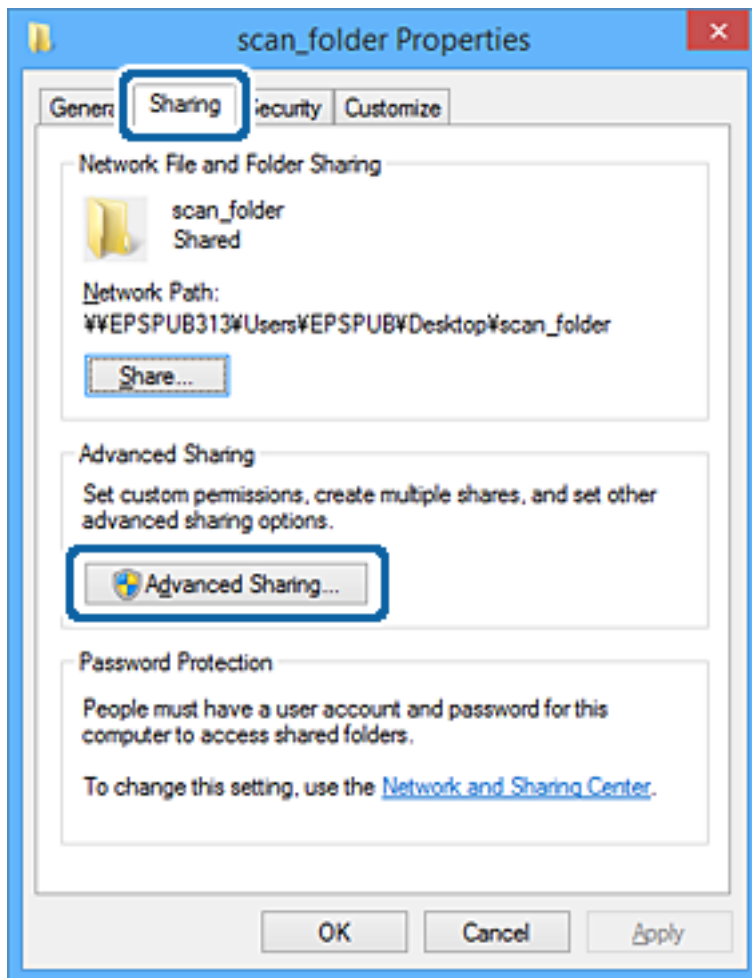 scan_folder Properties
General Sharing Security Customize
Network File and Folder Sharing
scan_folder
Shared
Network Path:
¥¥EPSPUB313¥Users¥EPSPUB¥Desktop¥scan_folder
Share...
Advanced Sharing
Set custom permissions, create multiple shares, and set other
advanced sharing options.
Advanced Sharing...
Password Protection
People must have a user account and password for this
computer to access shared folders.
To change this setting, use the Network and Sharing Center.
OK Cancel Apply